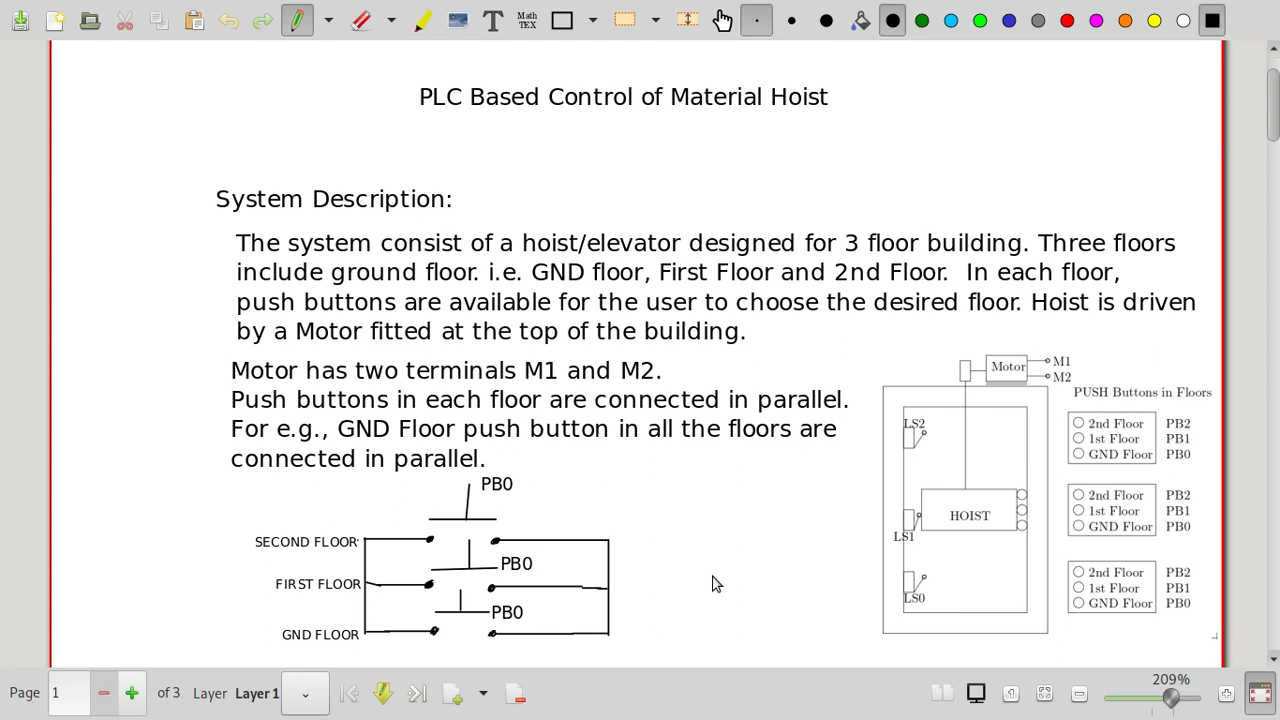 Math
TEX
PLC Based Control of Material Hoist
System Description:
The system consist of a hoist/elevator designed for 3 floor building. Three floors
include ground floor. i.e. GND floor, First Floor and 2nd Floor.  In each floor,
push buttons are available for the user to choose the desired floor. Hoist is driven
by a Motor fitted at the top of the building.
Motor has two terminals M1 and M2.
Push buttons in each floor are connected in parallel.
For e.g., GND Floor push button in all the floors are
connected in parallel.
PB0
SECOND FLOOR
PB0
FIRST FLOOR
PB0
GND FLOOR
Motor
M1
M2
PUSH Buttons in Floors
LS2
2nd Floor PB2
1st Floor PB1
GND Floor PB0
HOIST
LS1
2nd Floor PB2
1st Floor PB1
GND Floor PB0
LS0
2nd Floor PB2
1st Floor PB1
GND Floor PB0
Page 1 of 3 Layer Layer 1
209%